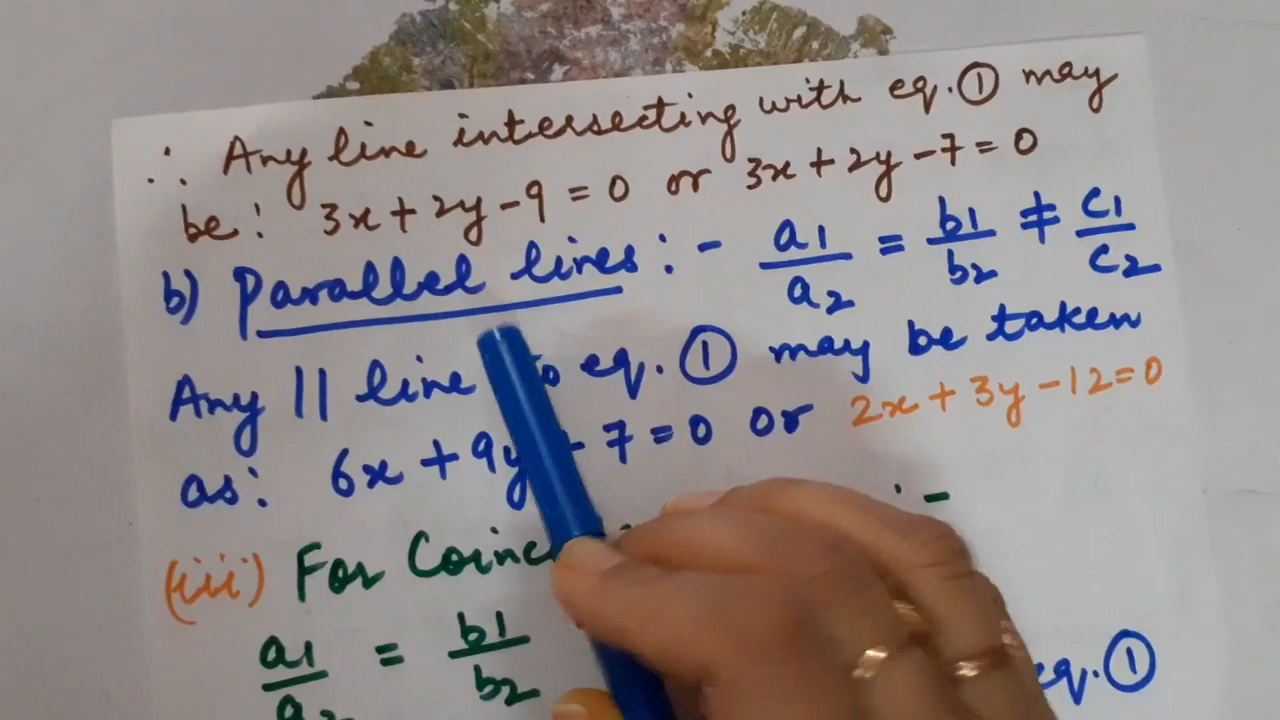 ∴ Any line intersecting with eq. ① may
be: 3x + 2y - 9 = 0 or 3x + 2y - 7 = 0
b) Parallel lines :- a1/a2 = b1/b2 ≠ c1/c2
Any || line to eq. ① may be taken
as: 6x + 9y - 7 = 0 or 2x + 3y - 12 = 0
(iii) For :-
a1/a2 = b1/b2
eq. ①